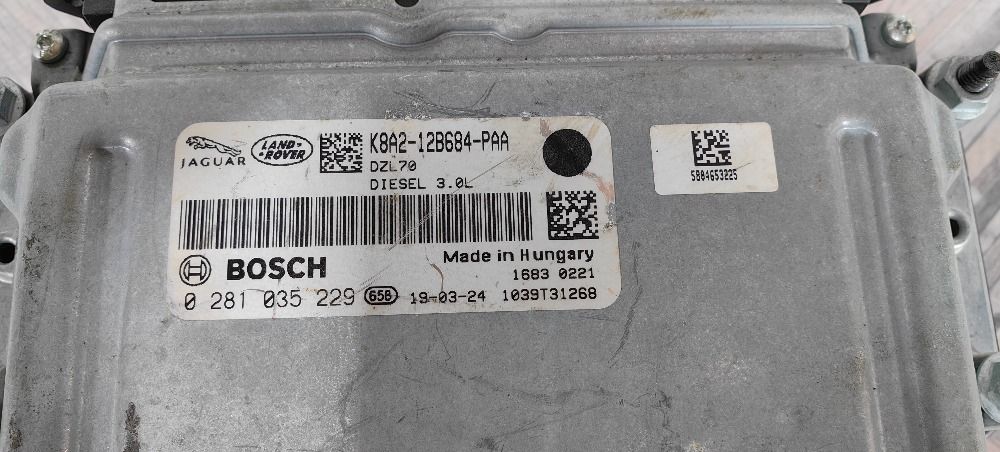 JAGUAR
LAND-
-ROVER
K8A2-12B684-PAA
DZL70
DIESEL 3.0L
BOSCH
Made in Hungary
1683 0221
0 281 035 229 65B 19-03-24 1039T31268
5884653225